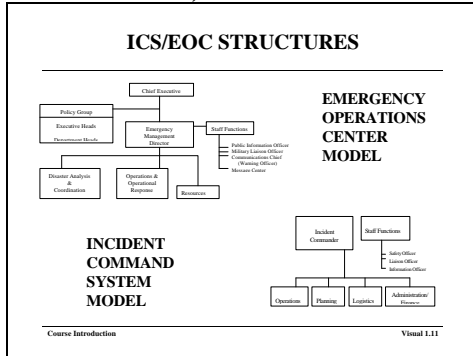 ICS/EOC STRUCTURES
Chief Executive
Policy Group
Executive Heads
Department Heads
Emergency
Management
Director
Staff Functions
Public Information Officer
Military Liaison Officer
Communications Chief
(Warning Officer)
Message Center
Disaster Analysis
&
Coordination
Operations &
Operational
Response
Resources
EMERGENCY
OPERATIONS
CENTER
MODEL
INCIDENT
COMMAND
SYSTEM
MODEL
Incident
Commander
Staff Functions
Safety Officer
Liaison Officer
Information Officer
Operations
Planning
Logistics
Administration/
Finance
Course Introduction
Visual 1.11